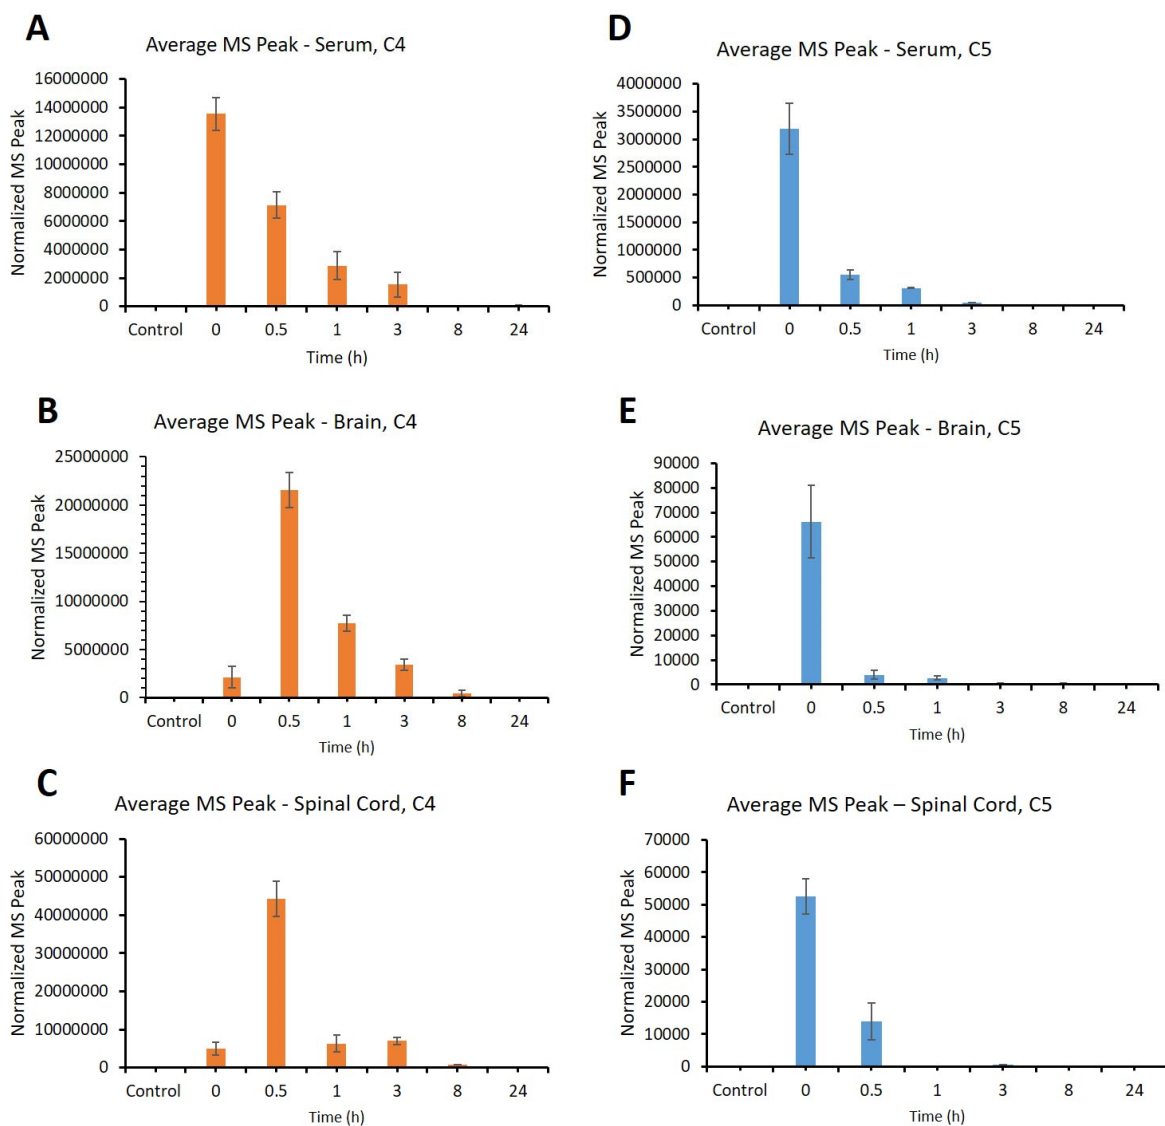 A
Average MS Peak - Serum, C4
Normalized MS Peak
16000000
14000000
12000000
10000000
8000000
6000000
4000000
2000000
0
Control 0 0.5 1 3 8 24
Time (h)
D
Average MS Peak - Serum, C5
Normalized MS Peak
4000000
3500000
3000000
2500000
2000000
1500000
1000000
500000
0
Control 0 0.5 1 3 8 24
Time (h)
B
Average MS Peak - Brain, C4
Normalized MS Peak
25000000
20000000
15000000
10000000
5000000
0
Control 0 0.5 1 3 8 24
Time (h)
E
Average MS Peak - Brain, C5
Normalized MS Peak
90000
80000
70000
60000
50000
40000
30000
20000
10000
0
Control 0 0.5 1 3 8 24
Time (h)
C
Average MS Peak - Spinal Cord, C4
Normalized MS Peak
60000000
50000000
40000000
30000000
20000000
10000000
0
Control 0 0.5 1 3 8 24
Time (h)
F
Average MS Peak – Spinal Cord, C5
Normalized MS Peak
70000
60000
50000
40000
30000
20000
10000
0
Control 0 0.5 1 3 8 24
Time (h)